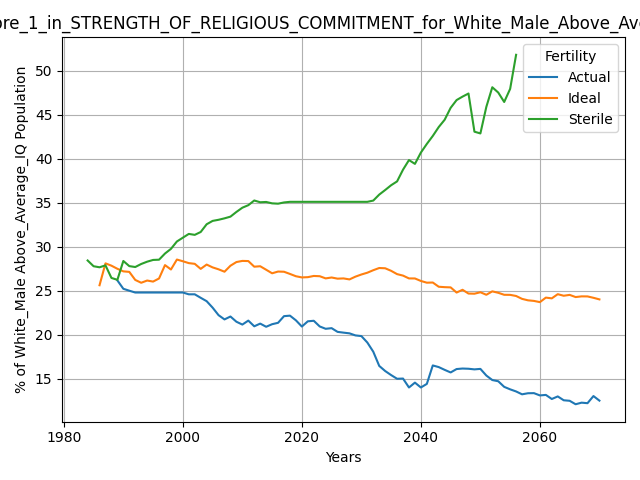 ore_1_in_STRENGTH_OF_RELIGIOUS_COMMITMENT_for_White_Male_Above_Av
Fertility
Actual
Ideal
Sterile
% of White_Male Above_Average_IQ Population
50
45
40
35
30
25
20
15
1980
2000
2020
2040
2060
Years